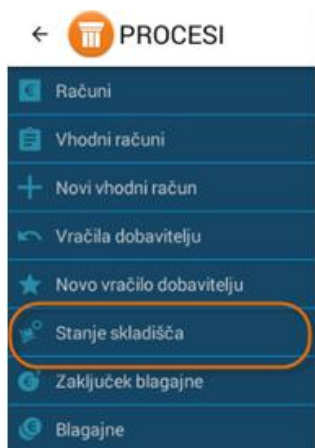 PROCESI
Računi
Vhodni računi
Novi vhodni račun
Vračila dobavitelju
Novo vračilo dobavitelju
Stanje skladišča
Zaključek blagajne
Blagajne